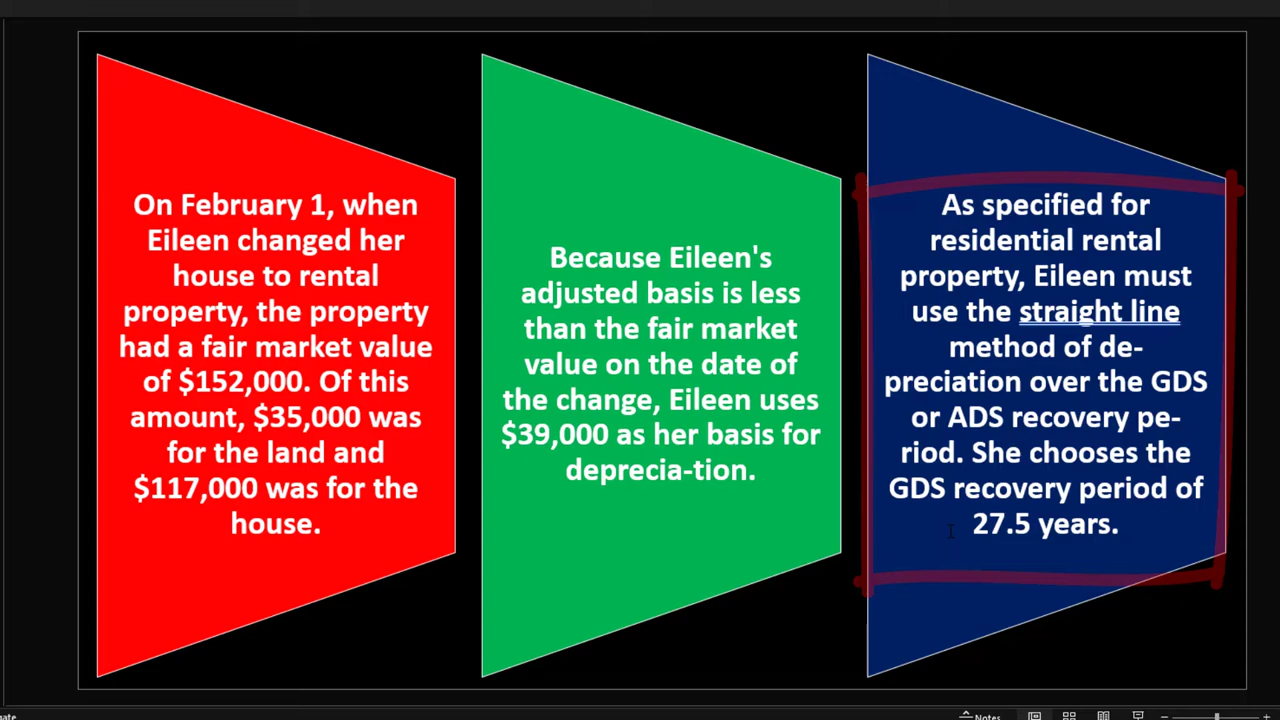 On February 1, when
Eileen changed her
house to rental
property, the property
had a fair market value
of $152,000. Of this
amount, $35,000 was
for the land and
$117,000 was for the
house.
Because Eileen's
adjusted basis is less
than the fair market
value on the date of
the change, Eileen uses
$39,000 as her basis for
deprecia-tion.
As specified for
residential rental
property, Eileen must
use the straight line
method of de-
preciation over the GDS
or ADS recovery pe-
riod. She chooses the
GDS recovery period of
27.5 years.
Notes